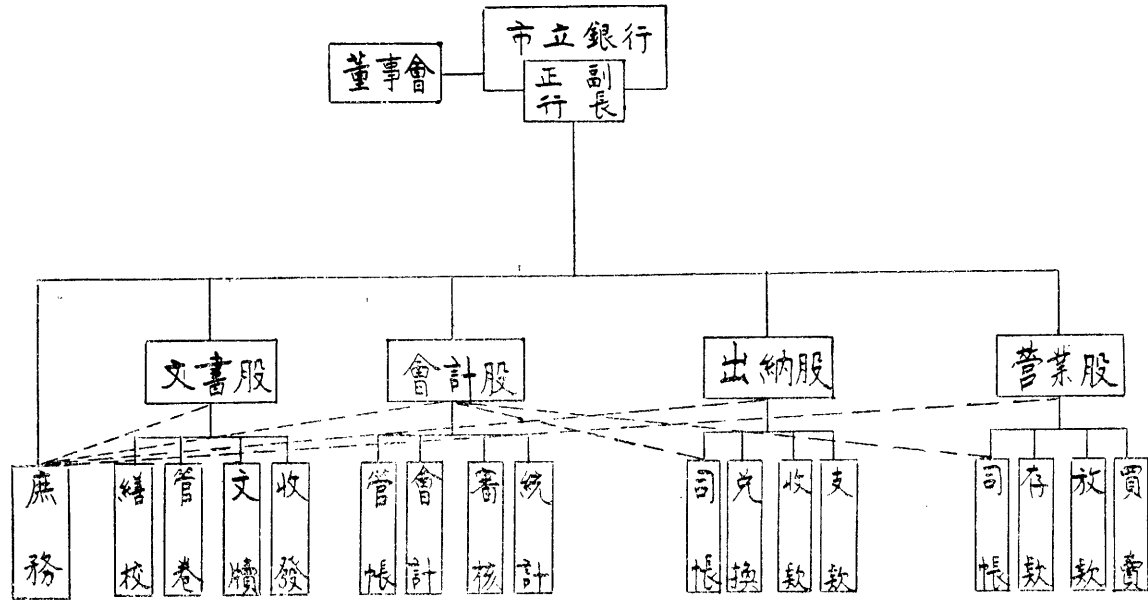 市立銀行
董事會
正副
行長
文書股
會計股
出納股
營業股
庶務
繕校
管卷
文牘
收發
管帳
會計
審核
統計
司帳
兌換
收款
支款
司帳
存款
放款
買賣